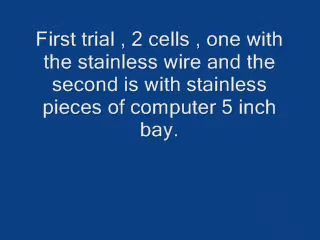 First trial , 2 cells , one with
the stainless wire and the
second is with stainless
pieces of computer 5 inch
bay.